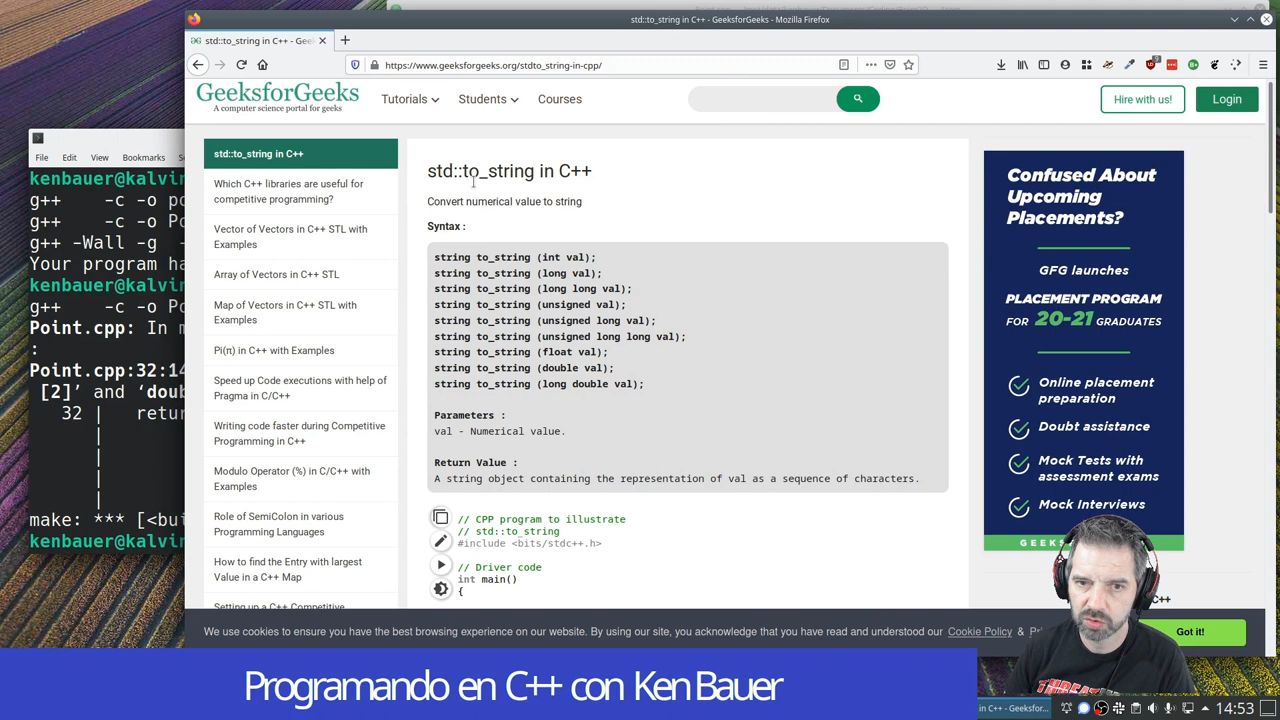 std::to_string in C++ - GeeksforGeeks - Mozilla Firefox
std::to_string in C++ - Geek
https://www.geeksforgeeks.org/stdto_string-in-cpp/
GeeksforGeeks
A computer science portal for geeks
Tutorials
Students
Courses
Hire with us!
Login
File Edit View Bookmarks
kenbauer@kalvin
g++ -c -o
g++ -c -o
g++ -Wall -g
Your program ha
kenbauer@kalvi
g++ -c -o
Point.cpp: In
:
Point.cpp:32:14
[2]’ and ‘dou
32 | retur
|
|
|
|
make: *** [<bu
kenbauer@kalvi
std::to_string in C++
Which C++ libraries are useful for
competitive programming?
Vector of Vectors in C++ STL with
Examples
Array of Vectors in C++ STL
Map of Vectors in C++ STL with
Examples
Pi(π) in C++ with Examples
Speed up Code executions with help of
Pragma in C/C++
Writing code faster during Competitive
Programming in C++
Modulo Operator (%) in C/C++ with
Examples
Role of SemiColon in various
Programming Languages
How to find the Entry with largest
Value in a C++ Map
Setting up a C++ Competitive
std::to_string in C++
Convert numerical value to string
Syntax :
string to_string (int val);
string to_string (long val);
string to_string (long long val);
string to_string (unsigned val);
string to_string (unsigned long val);
string to_string (unsigned long long val);
string to_string (float val);
string to_string (double val);
string to_string (long double val);
Parameters :
val - Numerical value.
Return Value :
A string object containing the representation of val as a sequence of characters.
// CPP program to illustrate
// std::to_string
#include <bits/stdc++.h>
// Driver code
int main()
{
Confused About
Upcoming
Placements?
GFG launches
PLACEMENT PROGRAM
FOR 20-21 GRADUATES
Online placement
preparation
Doubt assistance
Mock Tests with
assessment exams
Mock Interviews
GEEKS
C++
We use cookies to ensure you have the best browsing experience on our website. By using our site, you acknowledge that you have read and understood our Cookie Policy &
Got it!
Programando en C++ con Ken Bauer
in C++ - Geeksfor...
14:53